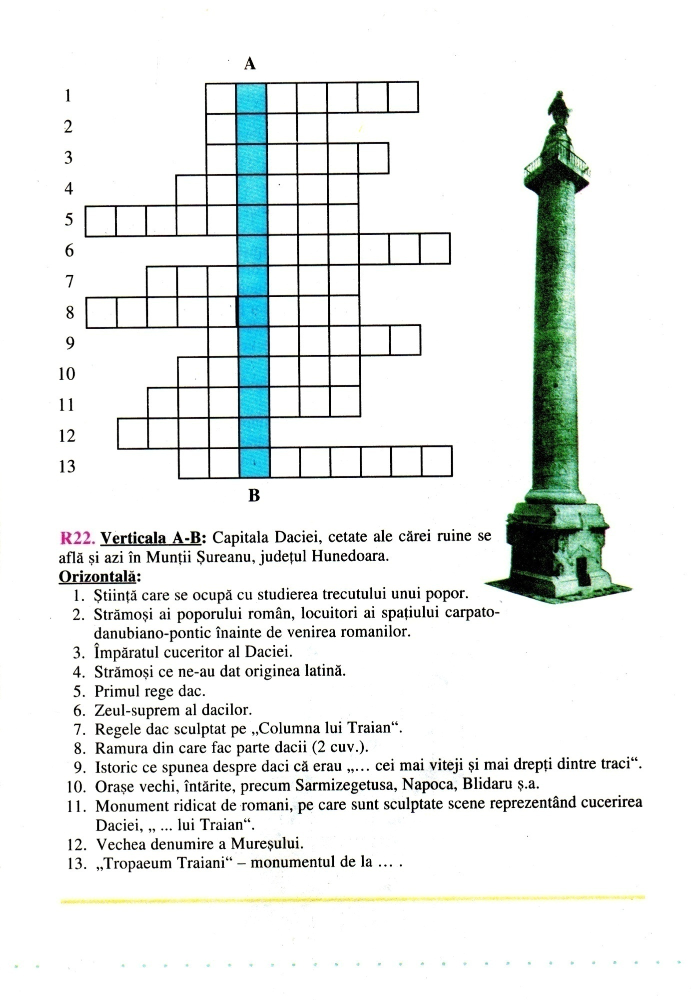 A
1
2
3
4
5
6
7
8
9
10
11
12
13
B
R22. Verticala A-B: Capitala Daciei, cetate ale cărei ruine se
află și azi în Munții Șureanu, județul Hunedoara.
Orizontală:
1. Știință care se ocupă cu studierea trecutului unui popor.
2. Strămoși ai poporului român, locuitori ai spațiului carpato-
danubiano-pontic înainte de venirea romanilor.
3. Împăratul cuceritor al Daciei.
4. Strămoși ce ne-au dat originea latină.
5. Primul rege dac.
6. Zeul-suprem al dacilor.
7. Regele dac sculptat pe „Columna lui Traian“.
8. Ramura din care fac parte dacii (2 cuv.).
9. Istoric ce spunea despre daci că erau „... cei mai viteji și mai drepți dintre traci“.
10. Orașe vechi, întărite, precum Sarmizegetusa, Napoca, Blidaru ș.a.
11. Monument ridicat de romani, pe care sunt sculptate scene reprezentând cucerirea
Daciei, „ ... lui Traian“.
12. Vechea denumire a Mureșului.
13. „Tropaeum Traiani“ – monumentul de la ... .